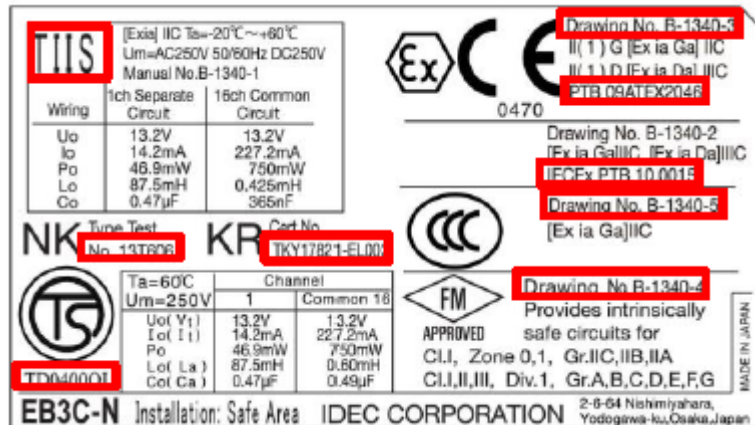 TIIS
[Exia] IIC Ta=-20℃~+60℃
Um=AC250V 50/60Hz DC250V
Manual No.B-1340-1
Wiring 1ch Separate Circuit 16ch Common Circuit
Uo 13.2V 13.2V
Io 14.2mA 227.2mA
Po 46.9mW 750mW
Lo 87.5mH 0.425mH
Co 0.47μF 365nF
NK Type Test
No. 13T606
KR Cert No.
TKY17821-EL002
TS
TD04000I
Ta=60℃ Channel
Um=250V 1 Common 16
Uo( Y1) 13.2V 13.2V
Io( I1) 14.2mA 227.2mA
Po 46.9mW 750mW
Lo( La ) 87.5mH 0.60mH
Co( Ca ) 0.47μF 0.49μF
Ex CE
0470
Drawing No. B-1340-3
II( 1 ) G [Ex ia Ga] IIC
II( 1 ) D [Ex ia Da] IIIC
PTB 09ATEX2046
Drawing No. B-1340-2
[Ex ia Ga]IIC, [Ex ia Da]IIIC
IECEx PTB 10.0015
CCC
Drawing No. B-1340-5
[Ex ia Ga]IIC
FM
APPROVED
Drawing No.B-1340-4
Provides intrinsically
safe circuits for
Cl.I, Zone 0,1, Gr.IIC,IIB,IIA
Cl.I,II,III, Div.1, Gr.A,B,C,D,E,F,G
MADE IN JAPAN
EB3C-N Installation: Safe Area IDEC CORPORATION
2-6-64 Nishimiyahara,
Yodogawa-ku,Osaka,Japan